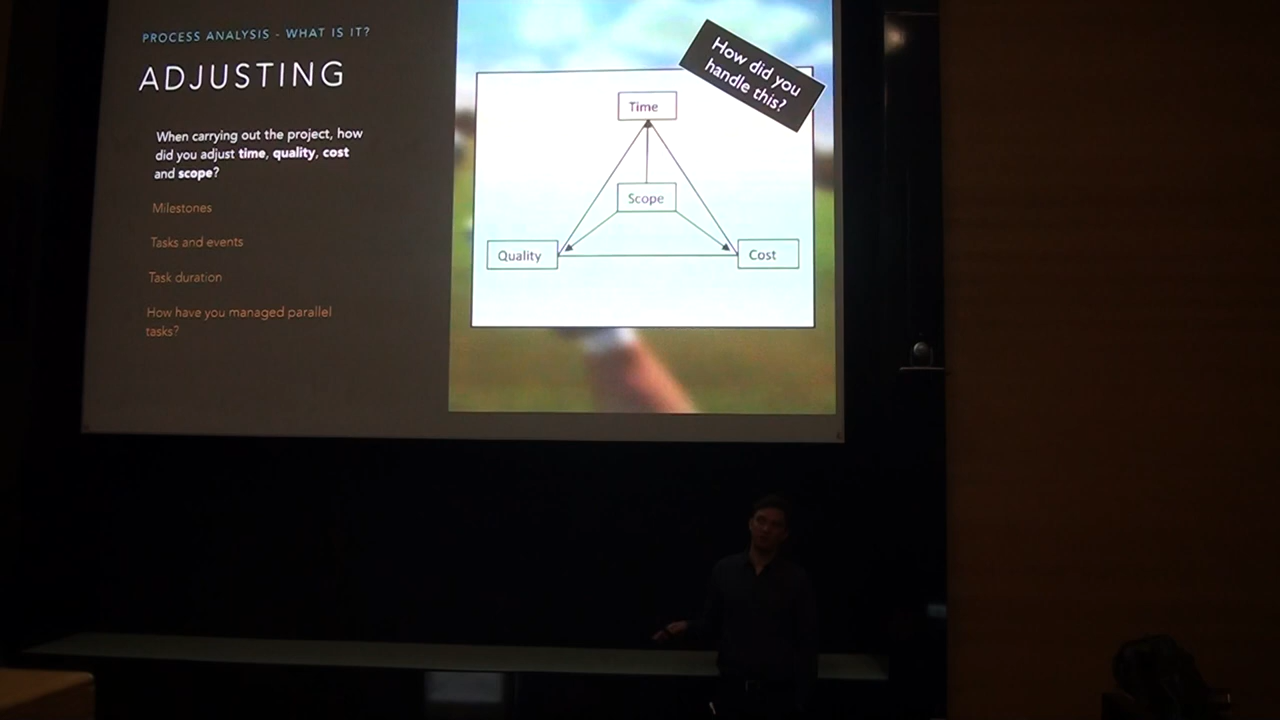 PROCESS ANALYSIS - WHAT IS IT?
ADJUSTING
When carrying out the project, how
did you adjust time, quality, cost
and scope?
Milestones
Tasks and events
Task duration
How have you managed parallel
tasks?
How did you
handle this?
Time
Scope
Quality
Cost